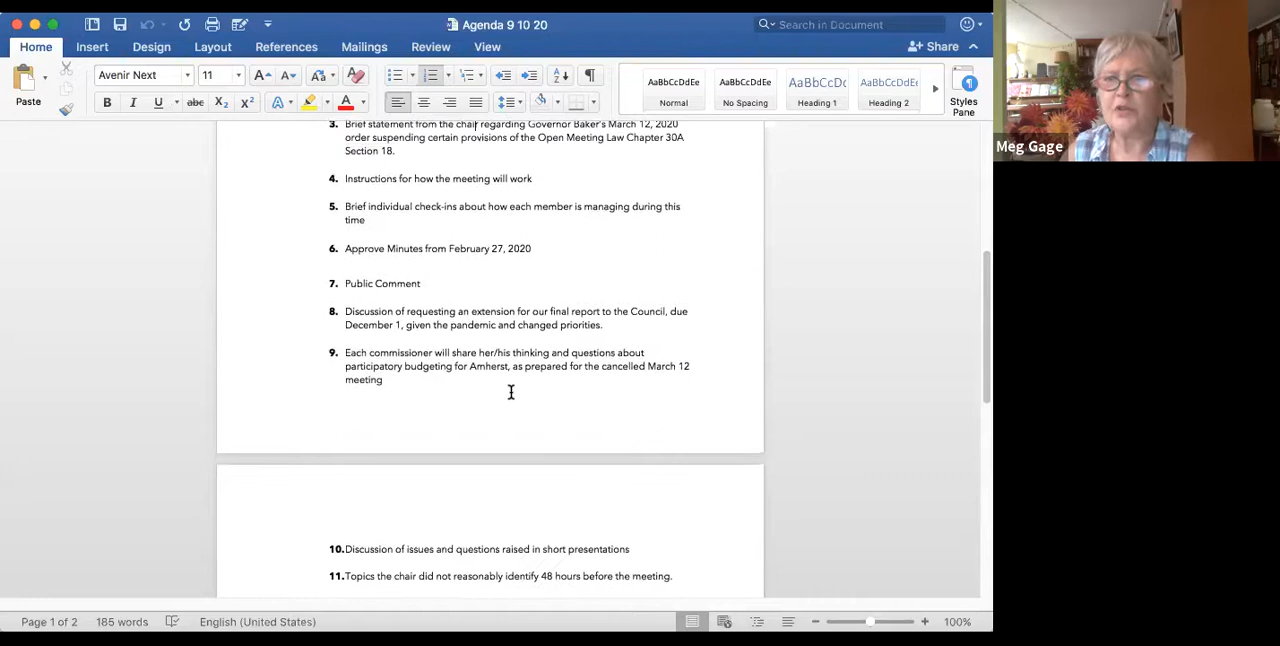 Agenda 9 10 20
Search in Document
Home Insert Design Layout References Mailings Review View Share
Avenir Next 11
AaBbCcDdEe AaBbCcDdEe AaBbCcDc AaBbCcDdEe
Paste
Normal No Spacing Heading 1 Heading 2 Styles Pane
3. Brief statement from the chair regarding Governor Baker's March 12, 2020
order suspending certain provisions of the Open Meeting Law Chapter 30A
Section 18.
4. Instructions for how the meeting will work
5. Brief individual check-ins about how each member is managing during this
time
6. Approve Minutes from February 27, 2020
7. Public Comment
8. Discussion of requesting an extension for our final report to the Council, due
December 1, given the pandemic and changed priorities.
9. Each commissioner will share her/his thinking and questions about
participatory budgeting for Amherst, as prepared for the cancelled March 12
meeting
10. Discussion of issues and questions raised in short presentations
11. Topics the chair did not reasonably identify 48 hours before the meeting.
Page 1 of 2 185 words English (United States) 100%
Meg Gage